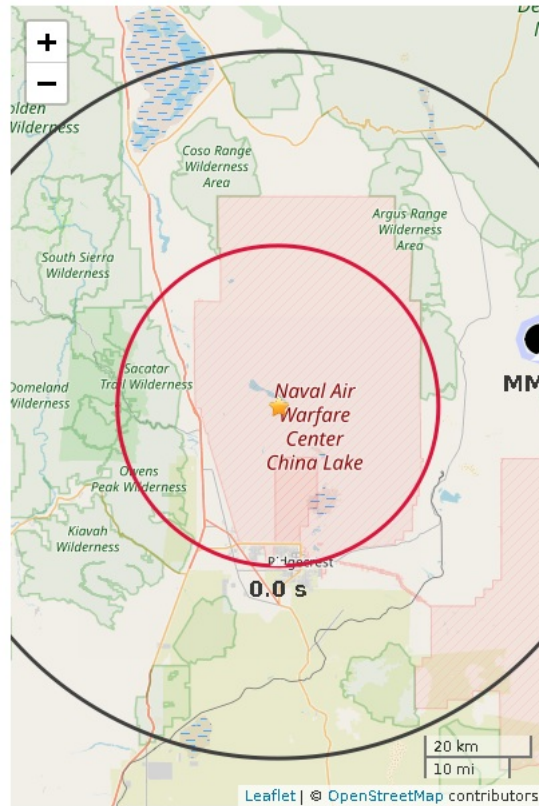 +
−
olden
Wilderness
Coso Range
Wilderness
Area
Argus Range
Wilderness
Area
South Sierra
Wilderness
Sacatar
Trail Wilderness
Domeland
Wilderness
Naval Air
Warfare
Center
China Lake
MM
Owens
Peak Wilderness
Kiavah
Wilderness
Ridgecrest
0.0 s
20 km
10 mi
Leaflet | © OpenStreetMap contributors